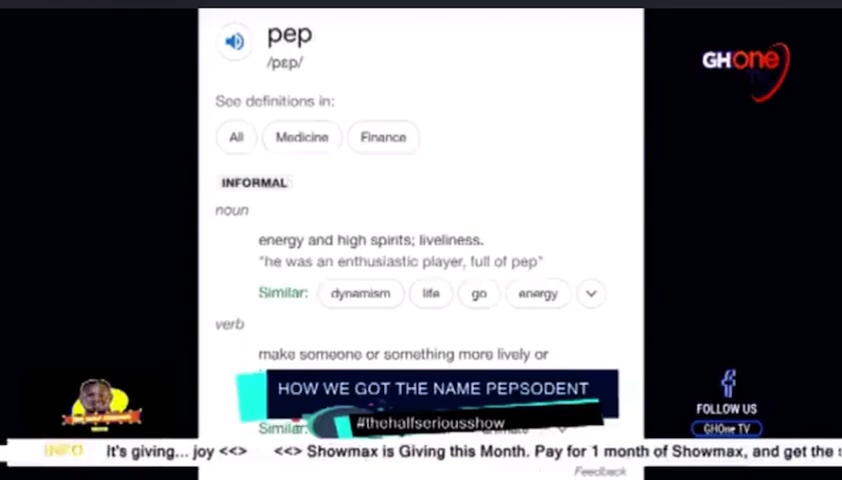 pep
/pɛp/
GHOne
TV
See definitions in:
All
Medicine
Finance
INFORMAL
noun
energy and high spirits; liveliness.
"he was an enthusiastic player, full of pep"
Similar: dynamism life go energy
verb
make someone or something more lively or
HOW WE GOT THE NAME PEPSODENT
#thehalfseriousshow
Similar:
FOLLOW US
GHOne TV
INFO It's giving... joy <<> <<> Showmax is Giving this Month. Pay for 1 month of Showmax, and get the
Feedback